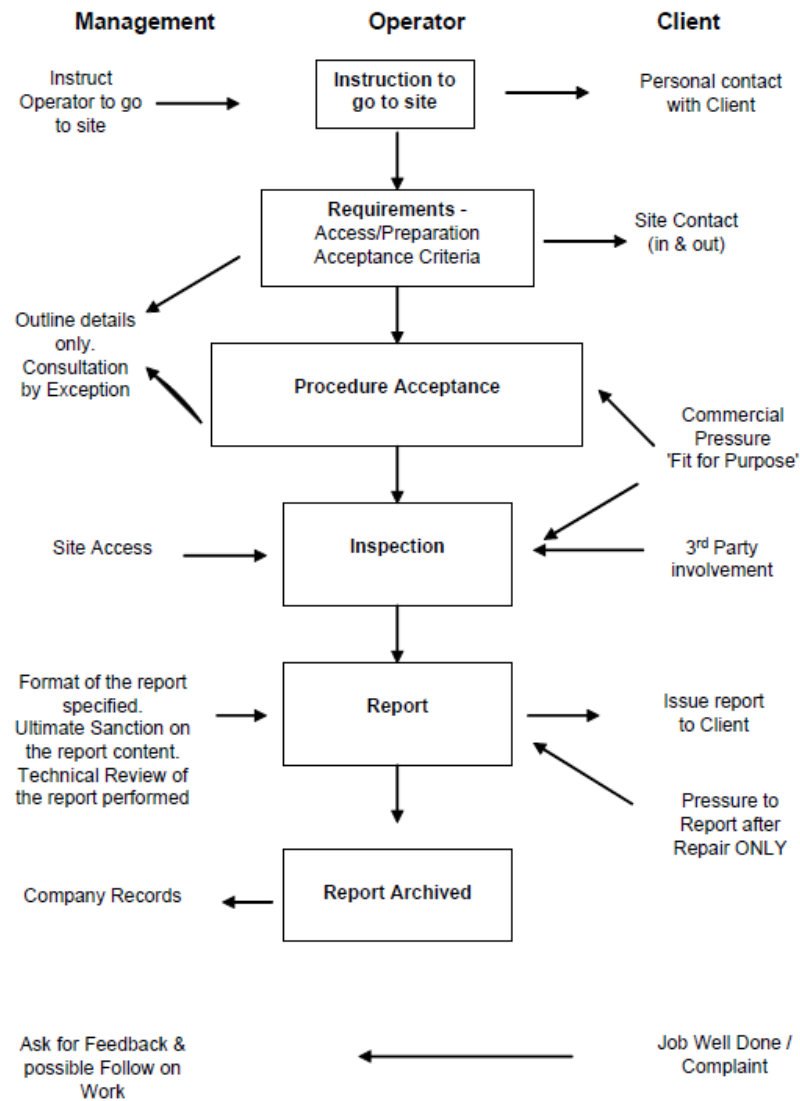 Management
Operator
Client
Instruct
Operator to go
to site
Instruction to
go to site
Personal contact
with Client
Requirements -
Access/Preparation
Acceptance Criteria
Site Contact
(in & out)
Outline details
only.
Consultation
by Exception
Procedure Acceptance
Commercial
Pressure
'Fit for Purpose'
Site Access
Inspection
3rd Party
involvement
Format of the report
specified.
Ultimate Sanction on
the report content.
Technical Review of
the report performed
Report
Issue report
to Client
Pressure to
Report after
Repair ONLY
Company Records
Report Archived
Ask for Feedback &
possible Follow on
Work
Job Well Done /
Complaint